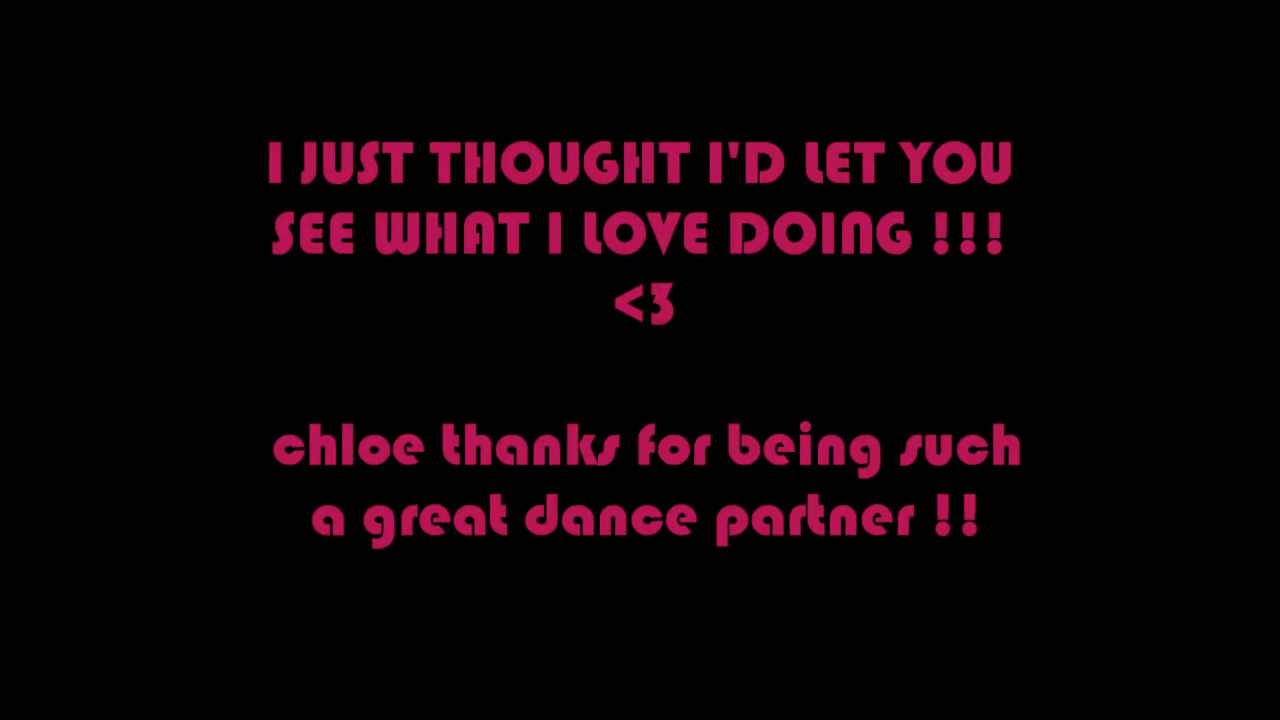 I JUST THOUGHT I'D LET YOU
SEE WHAT I LOVE DOING !!!
<3
chloe thanks for being such
a great dance partner !!